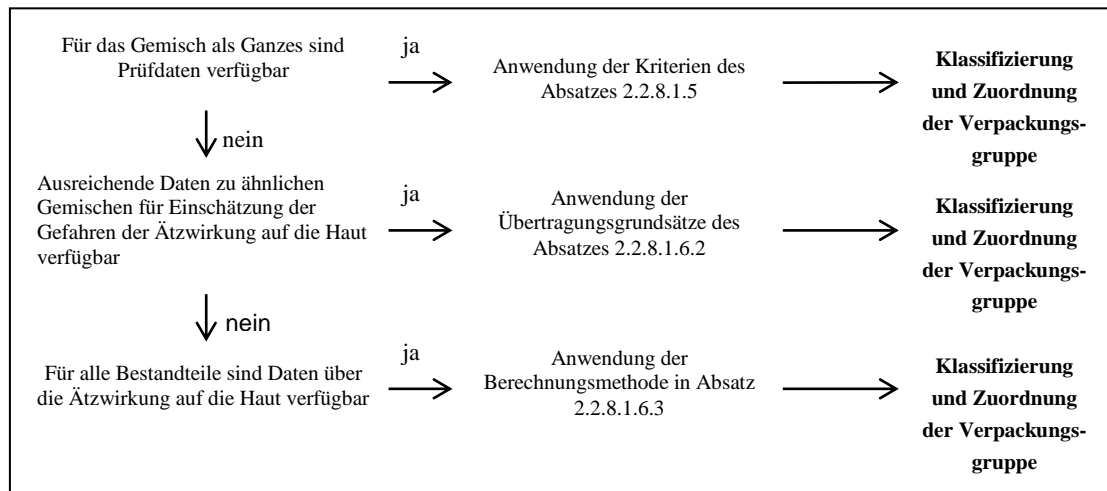 Für das Gemisch als Ganzes sind
Prüfdaten verfügbar
ja
Anwendung der Kriterien des
Absatzes 2.2.8.1.5
Klassifizierung
und Zuordnung
der Verpackungs-
gruppe
nein
Ausreichende Daten zu ähnlichen
Gemischen für Einschätzung der
Gefahren der Ätzwirkung auf die Haut
verfügbar
ja
Anwendung der
Übertragungsgrundsätze des
Absatzes 2.2.8.1.6.2
Klassifizierung
und Zuordnung
der Verpackungs-
gruppe
nein
Für alle Bestandteile sind Daten über
die Ätzwirkung auf die Haut verfügbar
ja
Anwendung der
Berechnungsmethode in Absatz
2.2.8.1.6.3
Klassifizierung
und Zuordnung
der Verpackungs-
gruppe